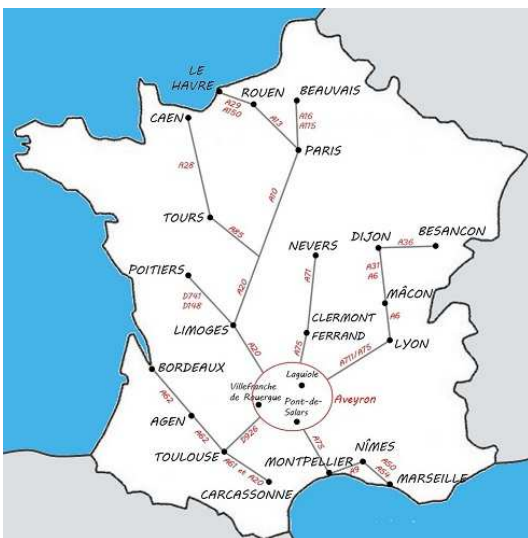 LE
HAVRE
ROUEN
BEAUVAIS
A29
A150
A13
A16
A115
CAEN
PARIS
A28
A10
TOURS
A85
NEVERS
DIJON
BESANCON
A36
POITIERS
A71
A31
A6
D741
D148
A20
MÂCON
LIMOGES
CLERMONT
FERRAND
A6
LYON
A20
A75
A711/A75
BORDEAUX
Laguiole
Villefranche
de Rouergue
Aveyron
A62
Pont-de-
Salars
AGEN
D926
A62
A75
NÎMES
TOULOUSE
MONTPELLIER
A9
A50
A54
A61 et A20
MARSEILLE
CARCASSONNE